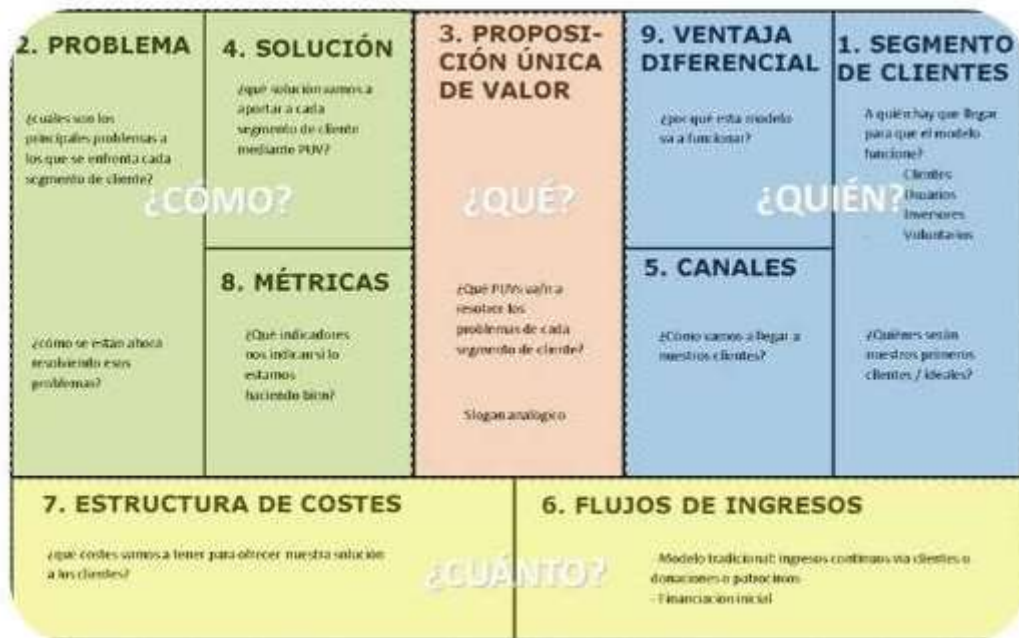 2. PROBLEMA
¿cuáles son los
principales problemas a
los que se enfrenta cada
segmento de cliente?
¿cómo se están ahora
resolviendo esos
problemas?
4. SOLUCIÓN
¿qué solución vamos a
aportar a cada
segmento de cliente
mediante PUV?
¿CÓMO?
8. MÉTRICAS
¿Qué indicadores
nos indican si lo
estamos
haciendo bien?
3. PROPOSI-
CIÓN ÚNICA
DE VALOR
¿QUÉ?
¿Qué PUVs van a
resolver los
problemas de cada
segmento de cliente?
Slogan analogico
9. VENTAJA
DIFERENCIAL
¿por qué esta modelo
va a funcionar?
¿QUIÉN?
5. CANALES
¿Cómo vamos a llegar a
nuestros clientes?
1. SEGMENTO
DE CLIENTES
A quién hay que llegar
para que el modelo
funcione?
Clientes
Usuarios
Inversores
Voluntarios
¿Quiénes serán
nuestros primeros
clientes / ideales?
7. ESTRUCTURA DE COSTES
¿que costes vamos a tener para ofrecer nuestra solución
a los clientes?
¿CUÁNTO?
6. FLUJOS DE INGRESOS
- Modelo tradicional: ingresos continuos via clientes o
donaciones o patrocinios
- Financiacion inicial